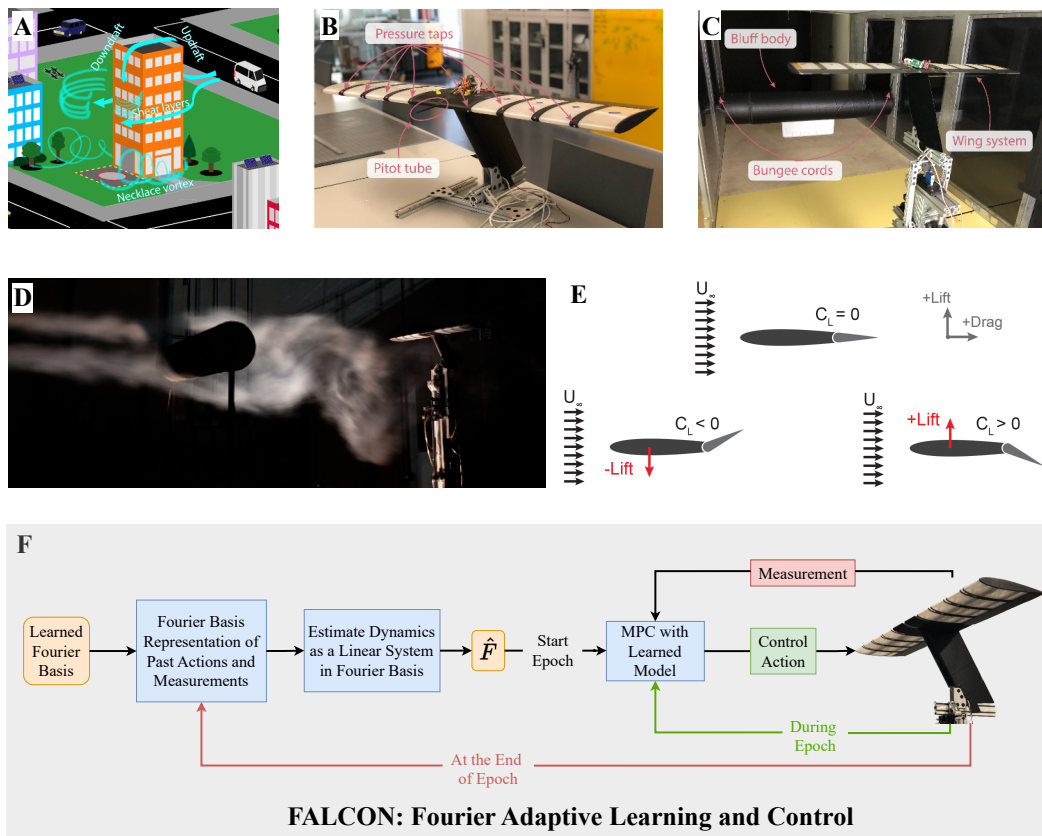 A
Downdraft
Updraft
Shear layers
Necklace vortex
B
Pressure taps
Pitot tube
C
Bluff body
Wing system
Bungee cords
D
E
U∞
C_L = 0
+Lift
+Drag
U∞
C_L < 0
-Lift
U∞
+Lift
C_L > 0
F
Measurement
Learned
Fourier
Basis
Fourier Basis
Representation of
Past Actions and
Measurements
Estimate Dynamics
as a Linear System
in Fourier Basis
F̂
Start
Epoch
MPC with
Learned
Model
Control
Action
During
Epoch
At the End
of Epoch
FALCON: Fourier Adaptive Learning and Control